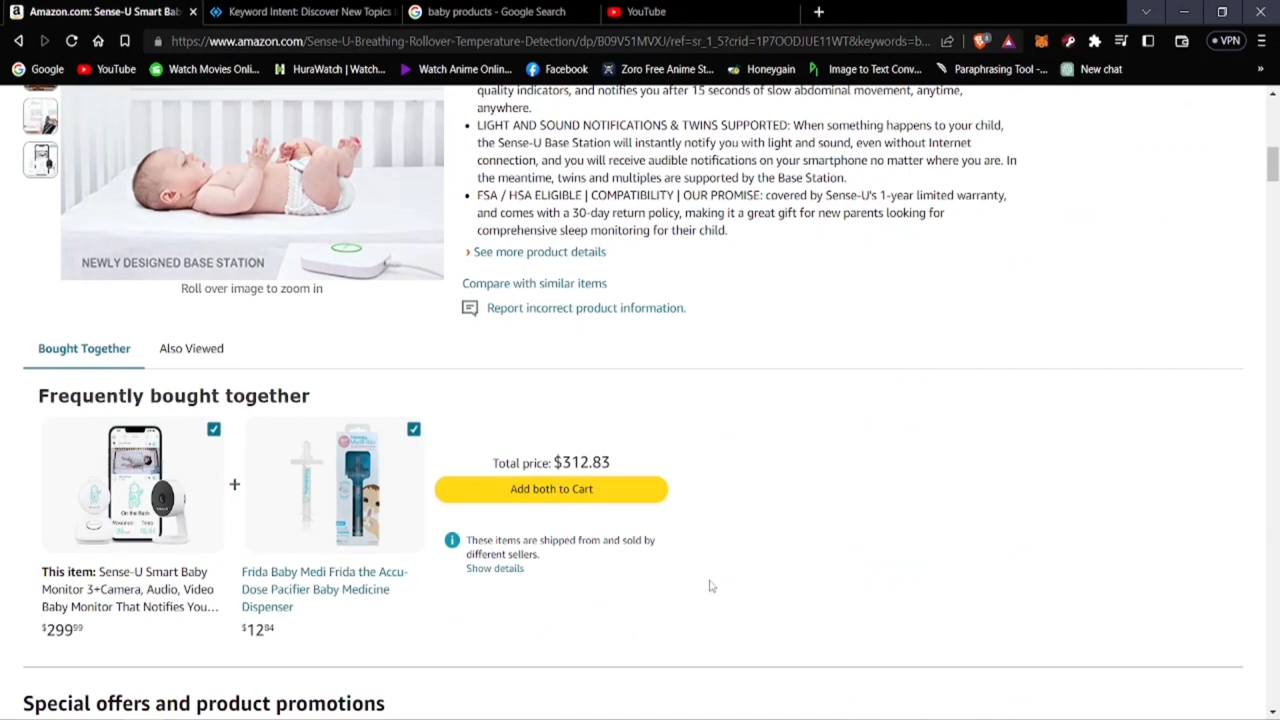 Amazon.com: Sense-U Smart Bab
Keyword Intent: Discover New Topics
baby products - Google Search
YouTube
https://www.amazon.com/Sense-U-Breathing-Rollover-Temperature-Detection/dp/B09V51MVXJ/ref=sr_1_5?crid=1P7OODJUE11WT&keywords=b...
VPN
Google
YouTube
Watch Movies Onli...
HuraWatch | Watch...
Watch Anime Onlin...
Facebook
Zoro Free Anime St...
Honeygain
Image to Text Conv...
Paraphrasing Tool -...
New chat
quality indicators, and notifies you after 15 seconds of slow abdominal movement, anytime,
anywhere.
• LIGHT AND SOUND NOTIFICATIONS & TWINS SUPPORTED: When something happens to your child,
the Sense-U Base Station will instantly notify you with light and sound, even without Internet
connection, and you will receive audible notifications on your smartphone no matter where you are. In
the meantime, twins and multiples are supported by the Base Station.
• FSA / HSA ELIGIBLE | COMPATIBILITY | OUR PROMISE: covered by Sense-U's 1-year limited warranty,
and comes with a 30-day return policy, making it a great gift for new parents looking for
comprehensive sleep monitoring for their child.
› See more product details
NEWLY DESIGNED BASE STATION
Roll over image to zoom in
Compare with similar items
Report incorrect product information.
Bought Together
Also Viewed
Frequently bought together
+
Total price: $312.83
Add both to Cart
These items are shipped from and sold by
different sellers.
Show details
This item: Sense-U Smart Baby
Monitor 3+Camera, Audio, Video
Baby Monitor That Notifies You...
$299.99
Frida Baby Medi Frida the Accu-
Dose Pacifier Baby Medicine
Dispenser
$12.84
Special offers and product promotions